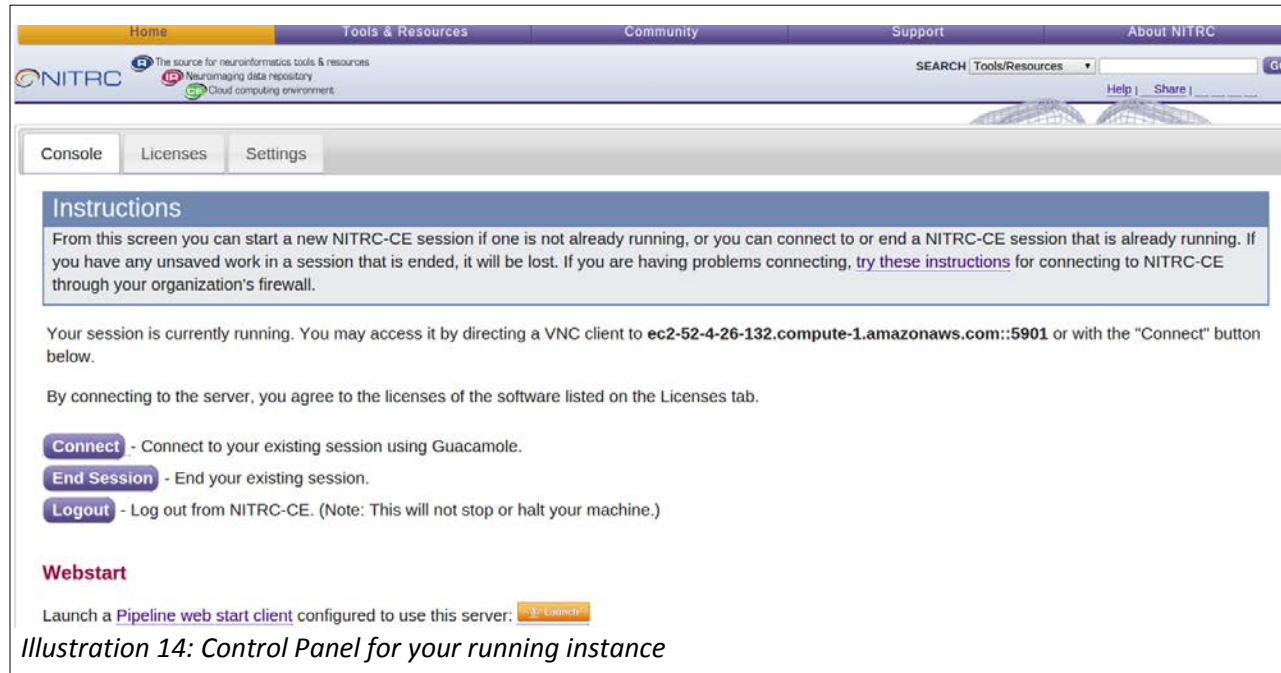 Home Tools & Resources Community Support About NITRC
NITRC
R The source for neuroinformatics tools & resources
IR Neuroimaging data repository
CE Cloud computing environment
SEARCH Tools/Resources
Help | Share |
Console Licenses Settings
Instructions
From this screen you can start a new NITRC-CE session if one is not already running, or you can connect to or end a NITRC-CE session that is already running. If
you have any unsaved work in a session that is ended, it will be lost. If you are having problems connecting, try these instructions for connecting to NITRC-CE
through your organization's firewall.
Your session is currently running. You may access it by directing a VNC client to ec2-52-4-26-132.compute-1.amazonaws.com::5901 or with the "Connect" button
below.
By connecting to the server, you agree to the licenses of the software listed on the Licenses tab.
Connect - Connect to your existing session using Guacamole.
End Session - End your existing session.
Logout - Log out from NITRC-CE. (Note: This will not stop or halt your machine.)
Webstart
Launch a Pipeline web start client configured to use this server: Launch
Illustration 14: Control Panel for your running instance